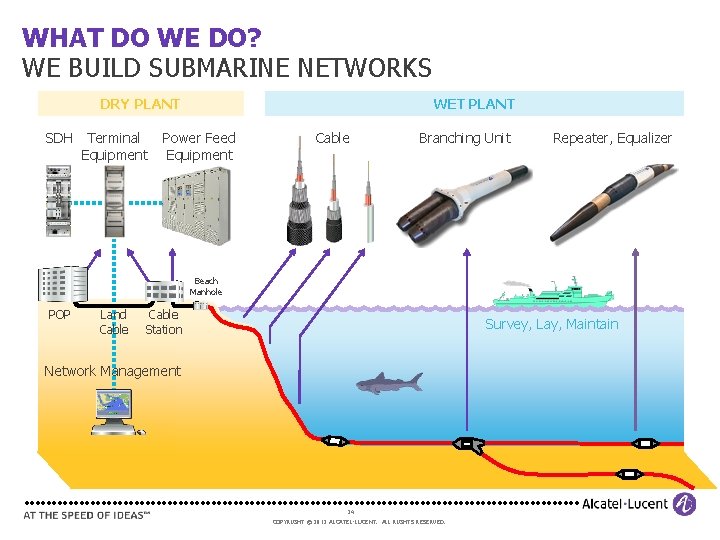 WHAT DO WE DO?
WE BUILD SUBMARINE NETWORKS
DRY PLANT
WET PLANT
SDH
Terminal
Equipment
Power Feed
Equipment
Cable
Branching Unit
Repeater, Equalizer
Beach
Manhole
POP
Land
Cable
Cable
Station
Survey, Lay, Maintain
Network Management
AT THE SPEED OF IDEAS™
Alcatel·Lucent
COPYRIGHT © 2012 ALCATEL-LUCENT. ALL RIGHTS RESERVED.